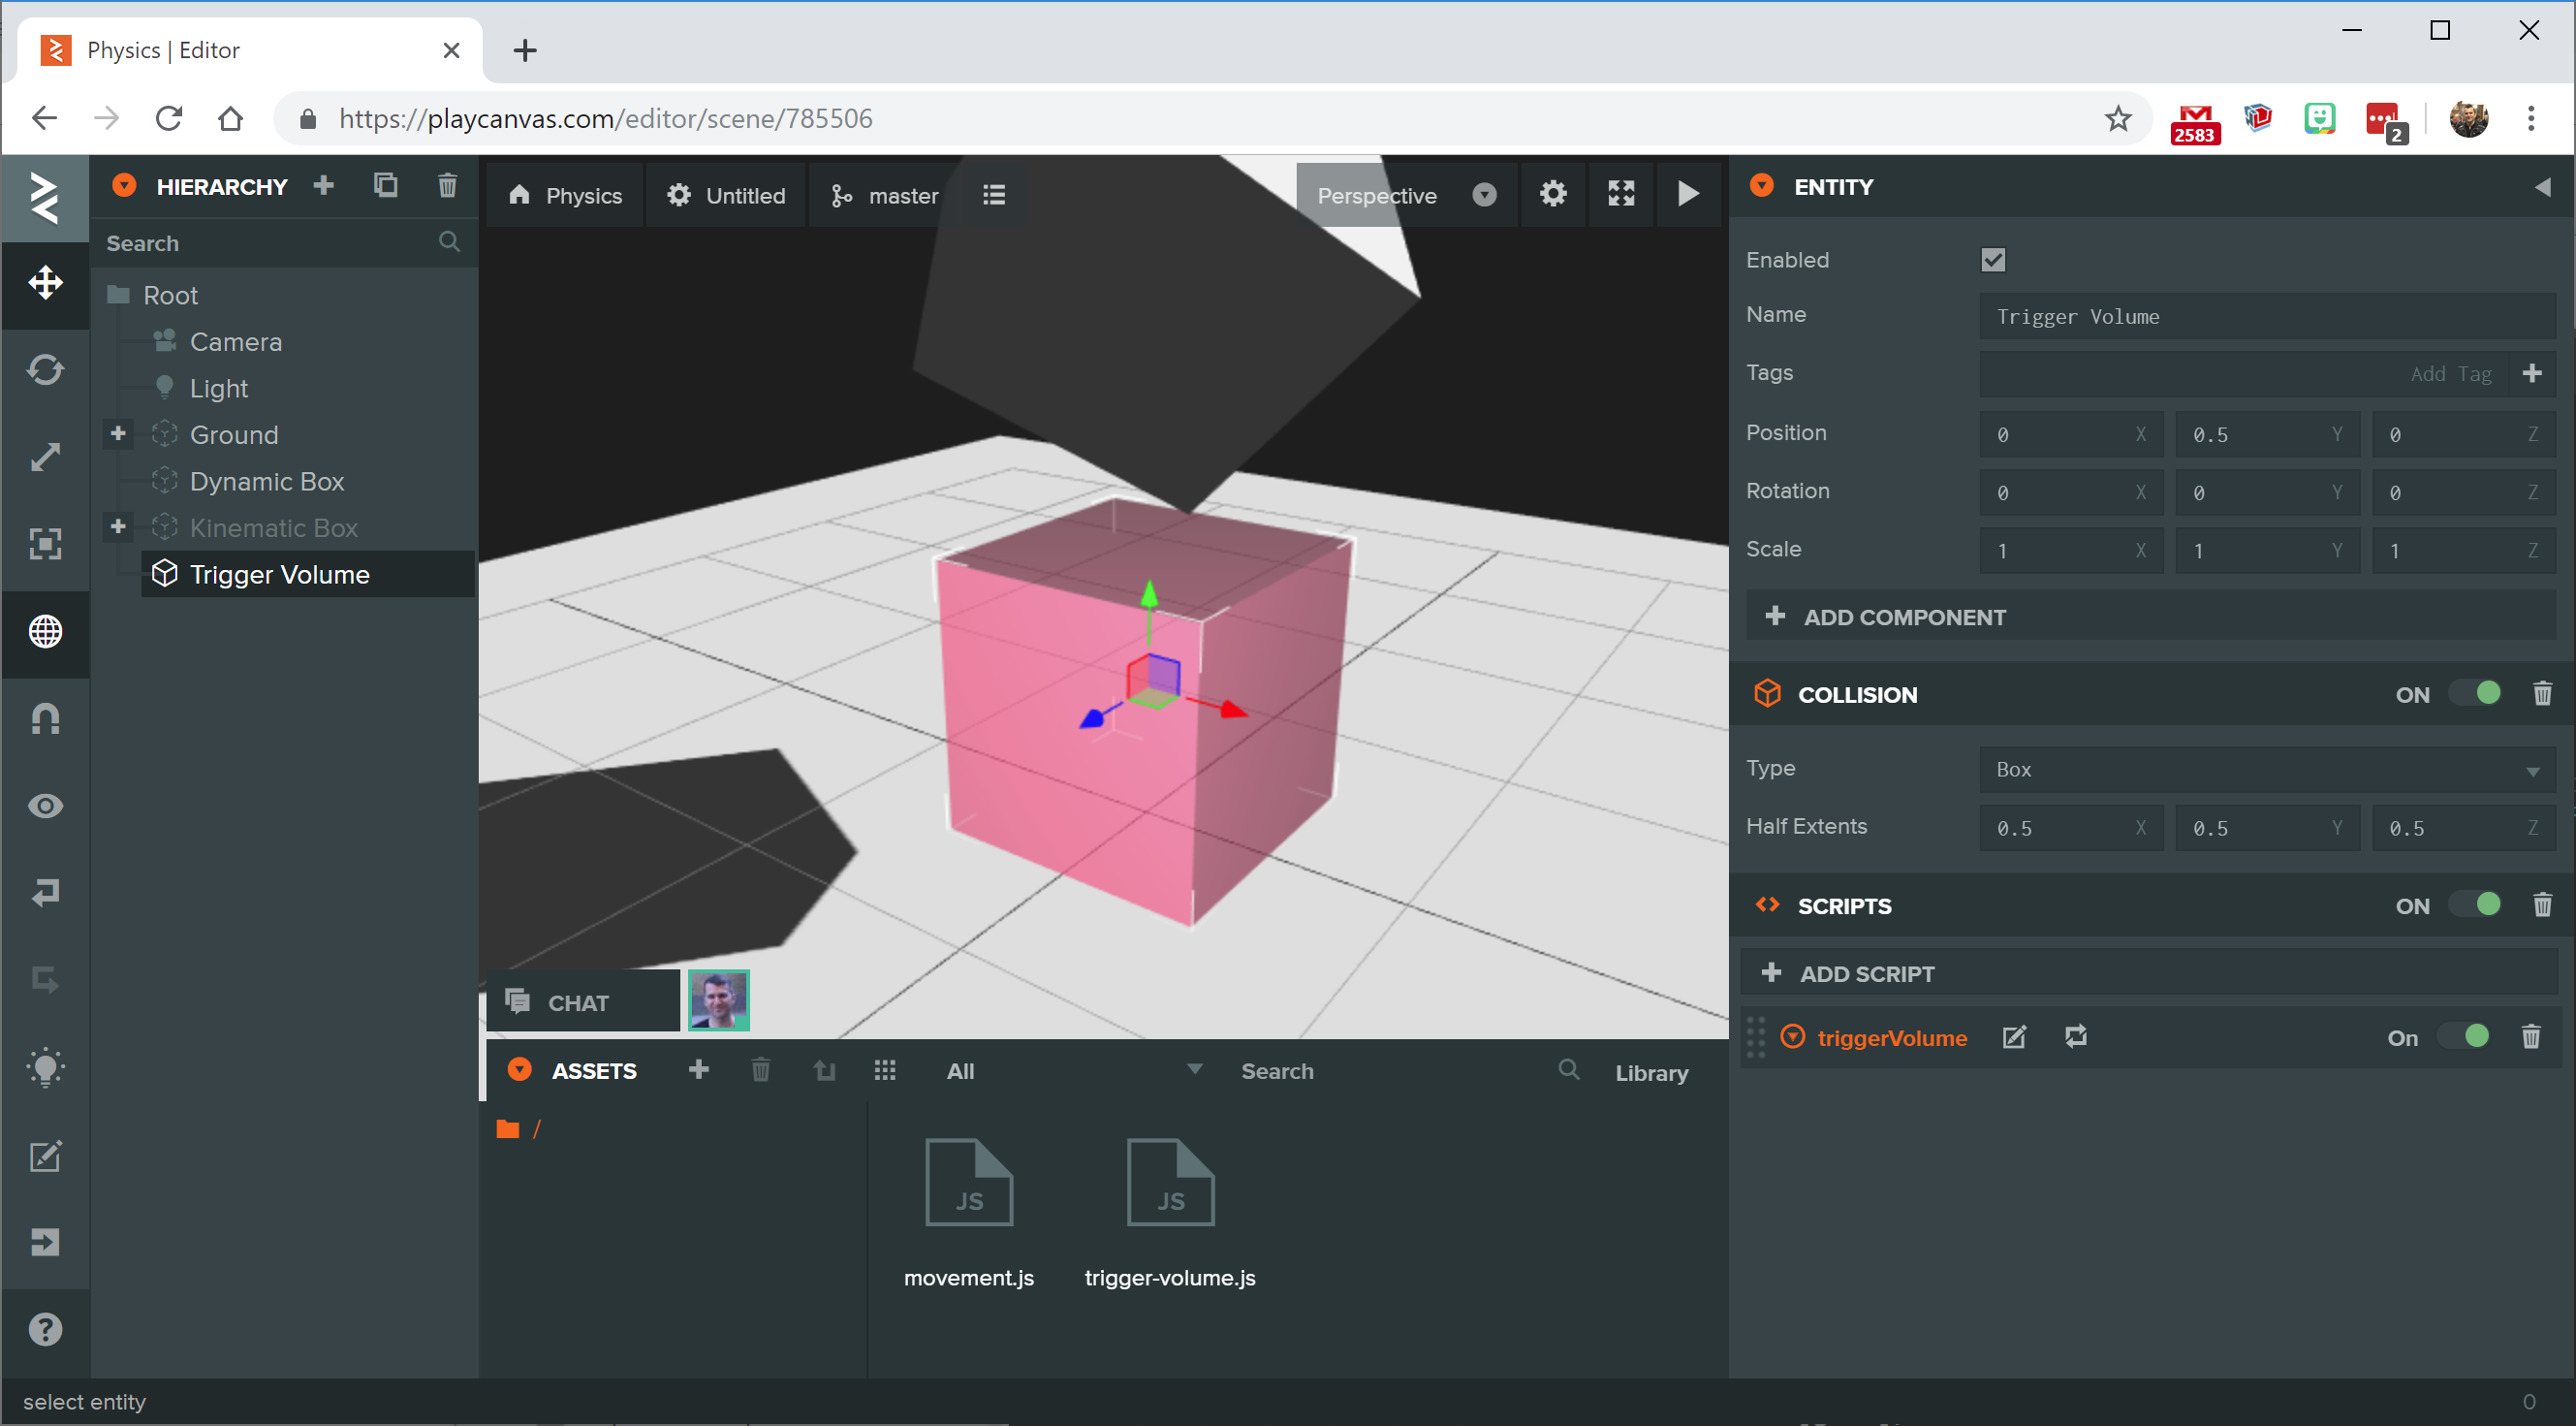 Physics | Editor
https://playcanvas.com/editor/scene/785506
2583
2
HIERARCHY
Search
Root
Camera
Light
Ground
Dynamic Box
Kinematic Box
Trigger Volume
Physics
Untitled
master
Perspective
CHAT
ASSETS
All
Search
Library
/
JS
movement.js
JS
trigger-volume.js
ENTITY
Enabled
Name
Trigger Volume
Tags
Add Tag
Position
0 X
0.5 Y
0 Z
Rotation
0 X
0 Y
0 Z
Scale
1 X
1 Y
1 Z
ADD COMPONENT
COLLISION
ON
Type
Box
Half Extents
0.5 X
0.5 Y
0.5 Z
SCRIPTS
ON
ADD SCRIPT
triggerVolume
On
select entity
0